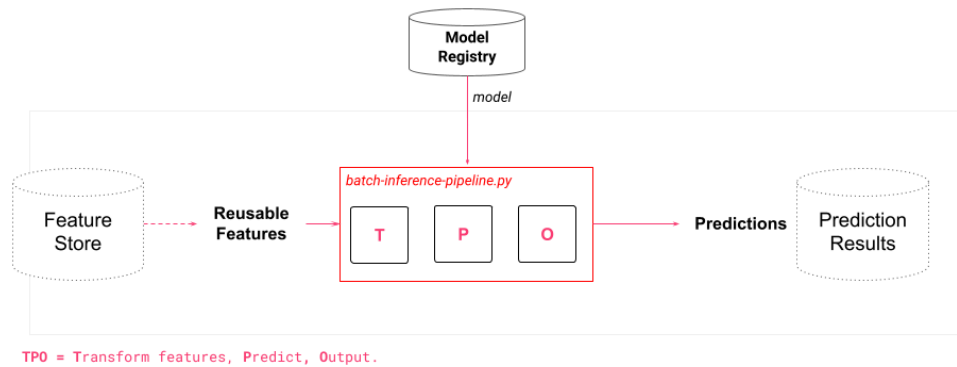 Model
Registry
model
batch-inference-pipeline.py
Feature
Store
Reusable
Features
T
P
O
Predictions
Prediction
Results
TPO = Transform features, Predict, Output.